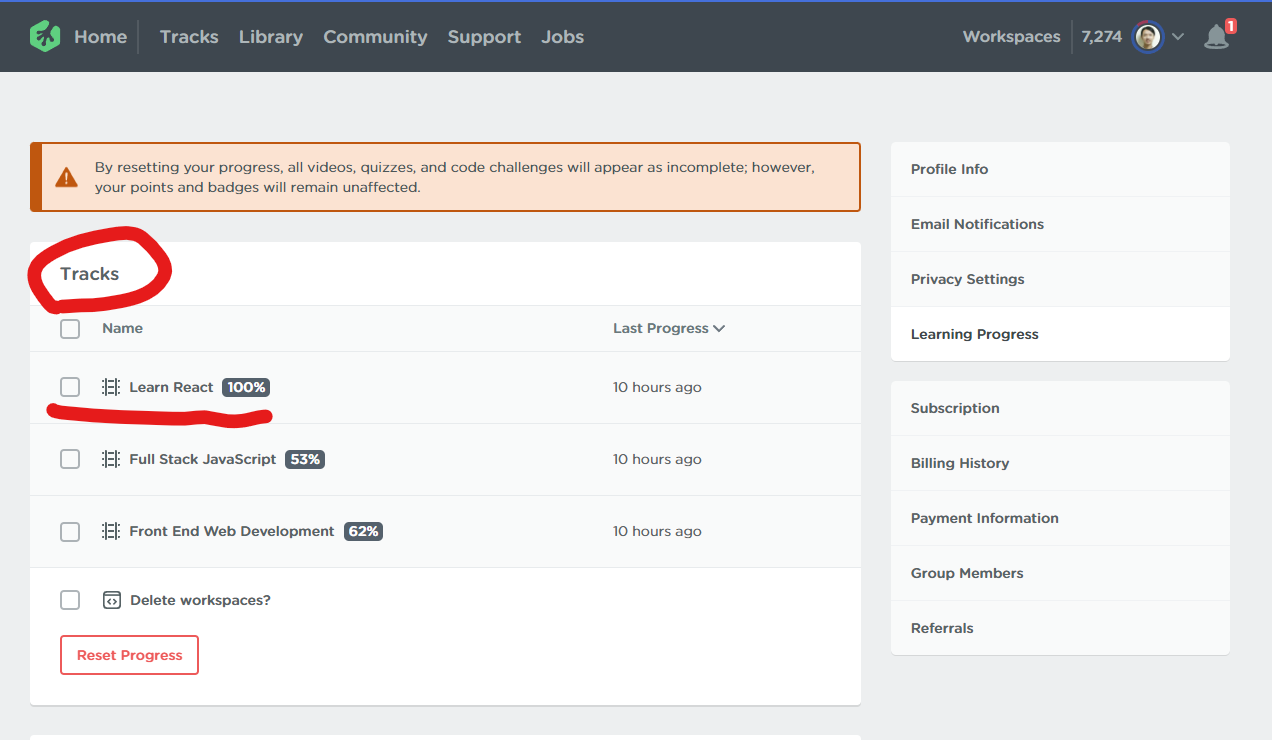 Home Tracks Library Community Support Jobs Workspaces 7,274 1
By resetting your progress, all videos, quizzes, and code challenges will appear as incomplete; however,
your points and badges will remain unaffected.
Tracks
Name Last Progress
Learn React 100% 10 hours ago
Full Stack JavaScript 53% 10 hours ago
Front End Web Development 62% 10 hours ago
Delete workspaces?
Reset Progress
Profile Info
Email Notifications
Privacy Settings
Learning Progress
Subscription
Billing History
Payment Information
Group Members
Referrals